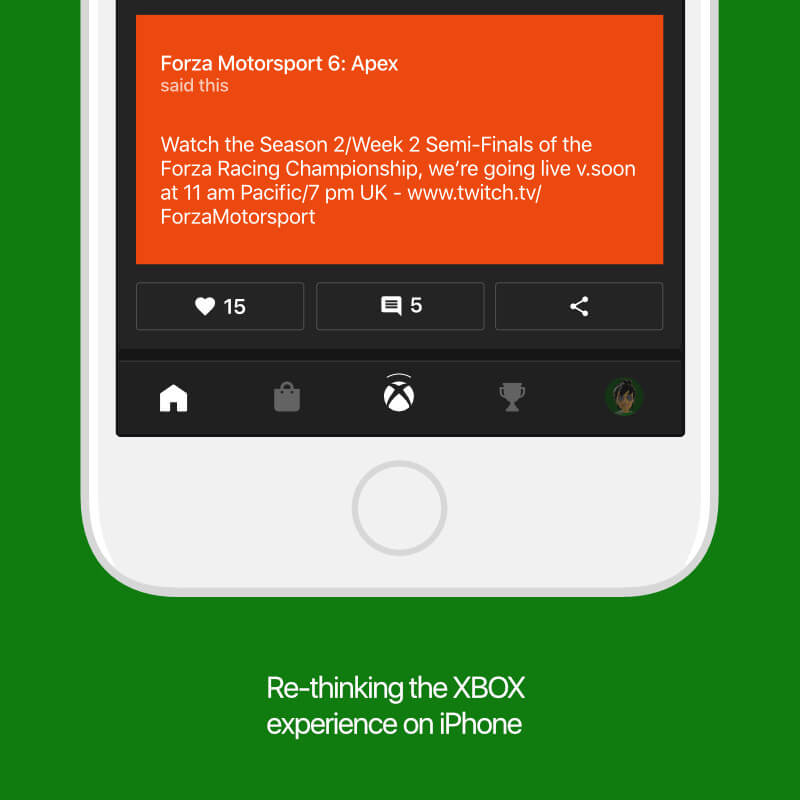 Forza Motorsport 6: Apex
said this
Watch the Season 2/Week 2 Semi-Finals of the
Forza Racing Championship, we’re going live v.soon
at 11 am Pacific/7 pm UK - www.twitch.tv/
ForzaMotorsport
15
5
Re-thinking the XBOX
experience on iPhone